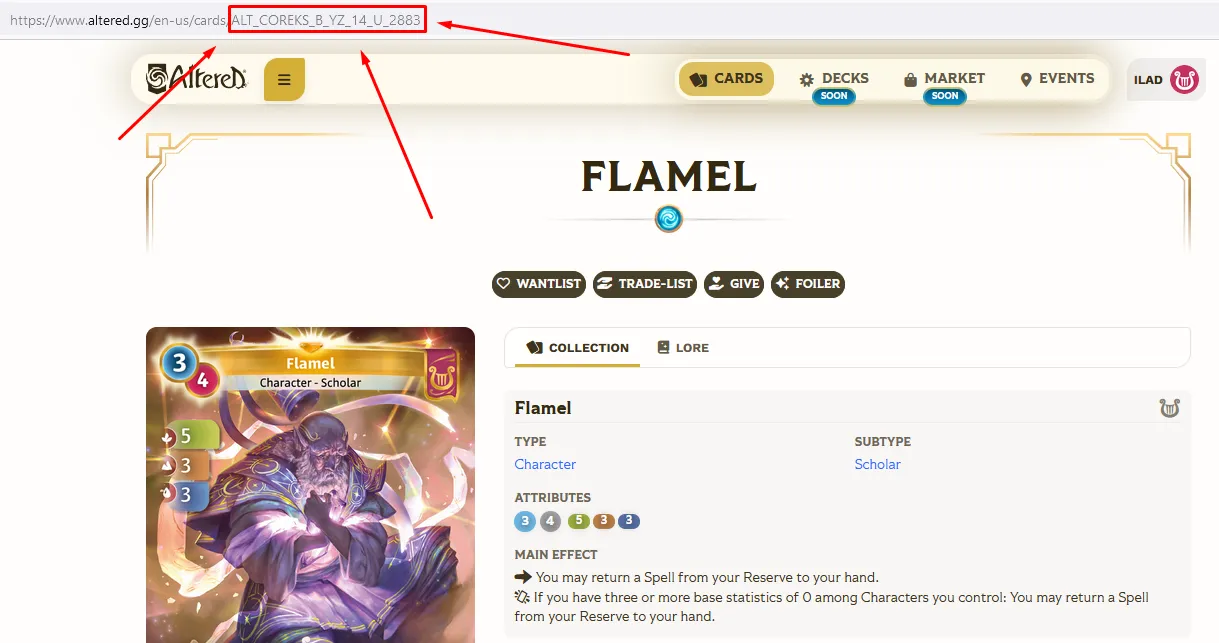 https://www.altered.gg/en-us/cards/ALT_COREKS_B_YZ_14_U_2883
Altered
CARDS
DECKS
SOON
MARKET
SOON
EVENTS
ILAD
FLAMEL
WANTLIST
TRADE-LIST
GIVE
FOILER
3
4
Flamel
Character - Scholar
5
3
3
COLLECTION
LORE
Flamel
TYPE
SUBTYPE
Character
Scholar
ATTRIBUTES
3 4 5 3 3
MAIN EFFECT
You may return a Spell from your Reserve to your hand.
If you have three or more base statistics of 0 among Characters you control: You may return a Spell
from your Reserve to your hand.